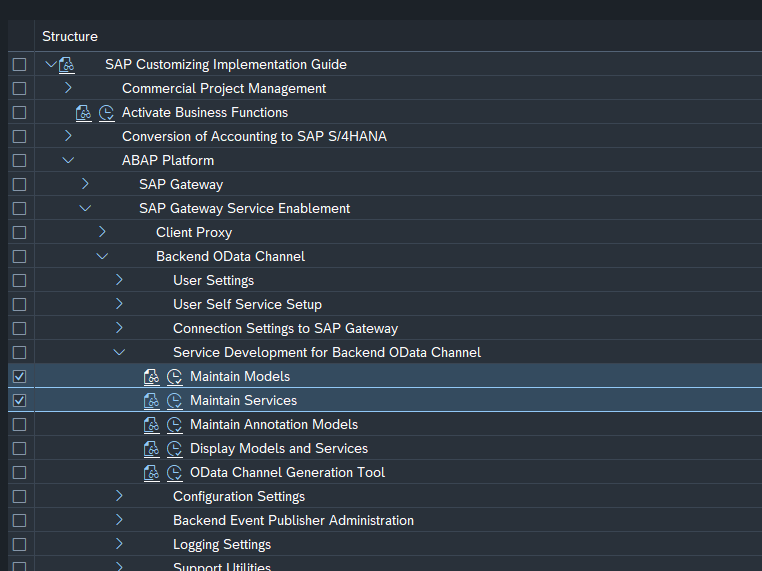 Structure
SAP Customizing Implementation Guide
Commercial Project Management
Activate Business Functions
Conversion of Accounting to SAP S/4HANA
ABAP Platform
SAP Gateway
SAP Gateway Service Enablement
Client Proxy
Backend OData Channel
User Settings
User Self Service Setup
Connection Settings to SAP Gateway
Service Development for Backend OData Channel
Maintain Models
Maintain Services
Maintain Annotation Models
Display Models and Services
OData Channel Generation Tool
Configuration Settings
Backend Event Publisher Administration
Logging Settings
Support Utilities